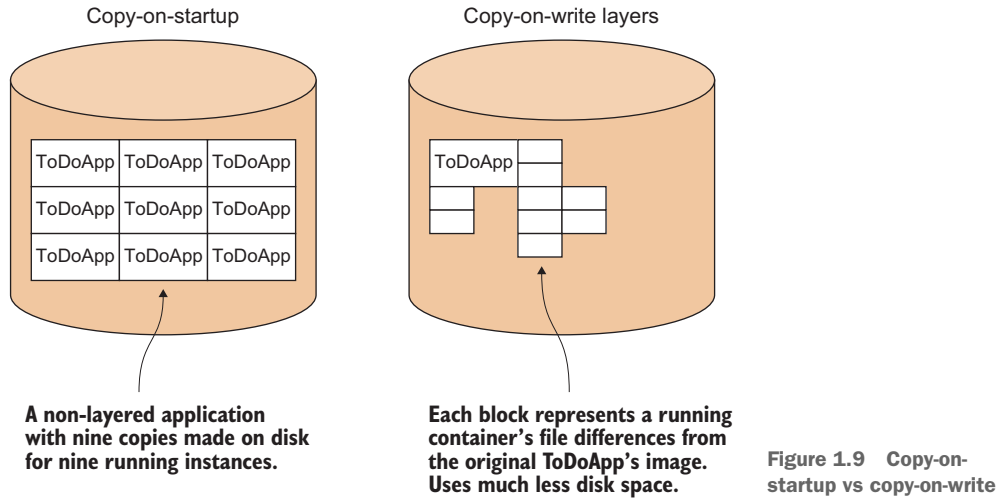 Copy-on-startup
Copy-on-write layers
ToDoApp ToDoApp ToDoApp
ToDoApp ToDoApp ToDoApp
ToDoApp ToDoApp ToDoApp
ToDoApp
A non-layered application
with nine copies made on disk
for nine running instances.
Each block represents a running
container's file differences from
the original ToDoApp's image.
Uses much less disk space.
Figure 1.9 Copy-on-
startup vs copy-on-write